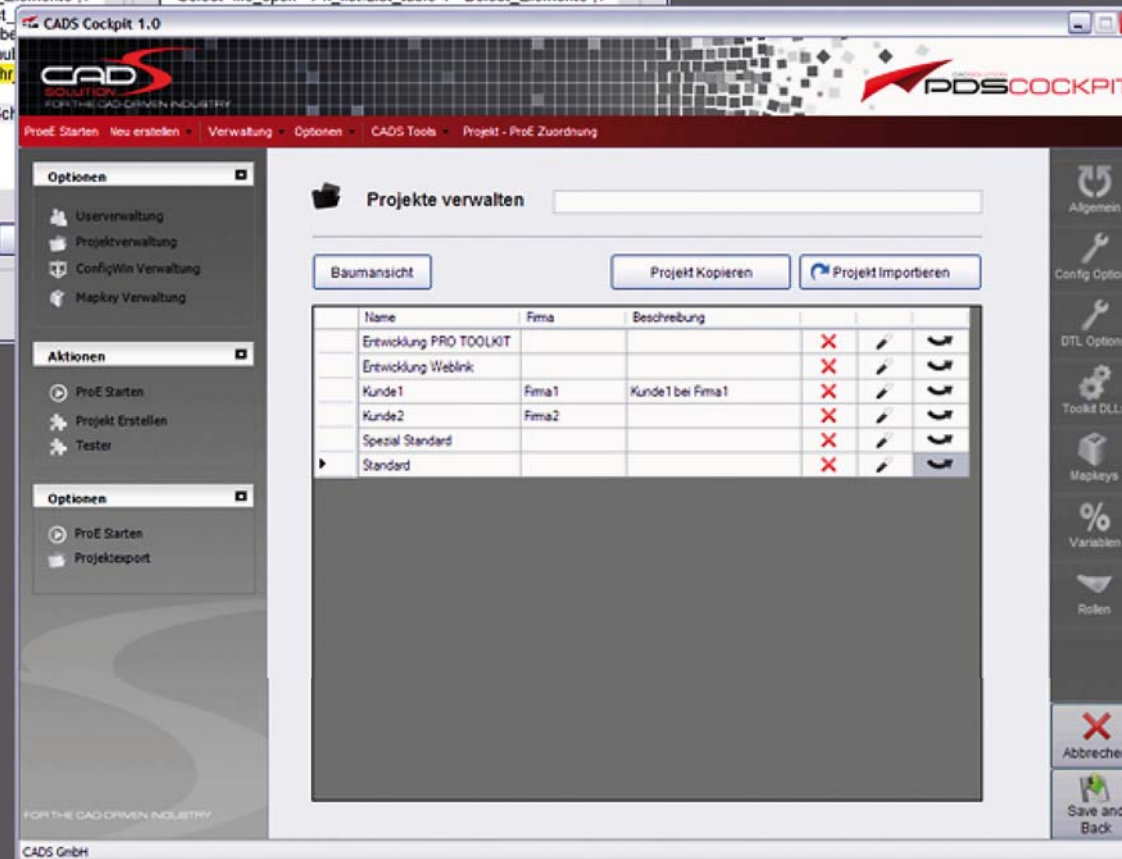 CADS Cockpit 1.0
CAD
SOLUTION
FOR THE CAD-DRIVEN INDUSTRY
PDSCOCKPIT
ProeE Starten Neu erstellen Verwaltung Optionen CADS Tools Projekt - ProE Zuordnung
Optionen
Userverwaltung
Projektverwaltung
ConfigWin Verwaltung
Mapkey Verwaltung
Aktionen
ProE Starten
Projekt Erstellen
Tester
Optionen
ProE Starten
Projektexport
FOR THE CAD-DRIVEN INDUSTRY
Projekte verwalten
Baumansicht Projekt Kopieren Projekt Importieren
Name Firma Beschreibung
Entwicklung PRO TOOLKIT
Entwicklung Weblink
Kunde1 Firma1 Kunde1 bei Firma1
Kunde2 Firma2
Spezial Standard
Standard
Allgemein
Config Option
DTL Option
Toolkit DLL
Mapkeys
%
Variablen
Rollen
Abbreche
Save and
Back
CADS GmbH